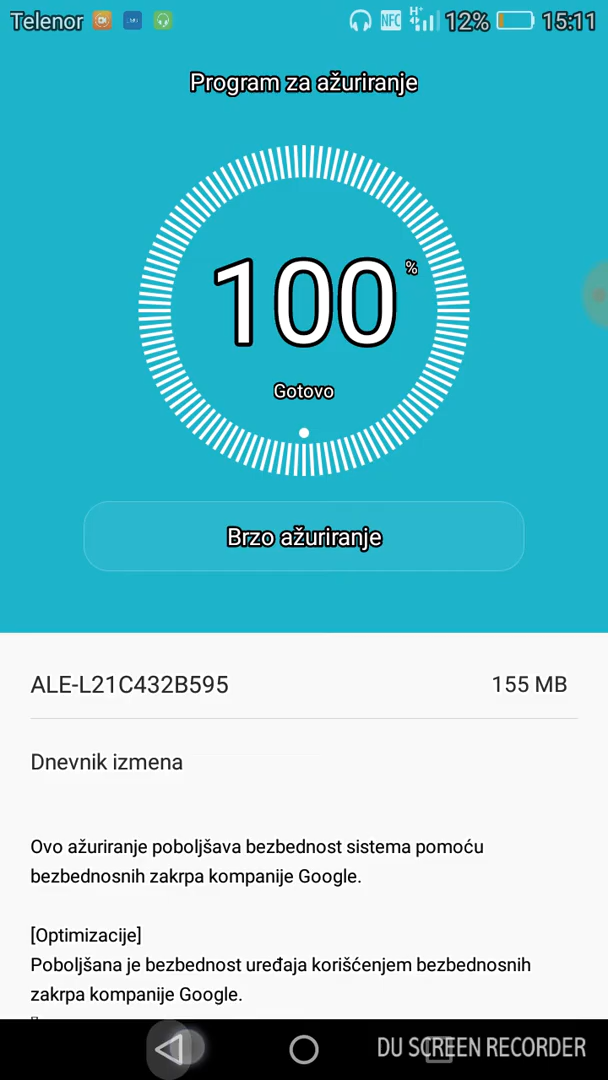 Telenor NFC H+ 12% 15:11
Program za ažuriranje
100 %
Gotovo
Brzo ažuriranje
ALE-L21C432B595 155 MB
Dnevnik izmena
Ovo ažuriranje poboljšava bezbednost sistema pomoću
bezbednosnih zakrpa kompanije Google.
[Optimizacije]
Poboljšana je bezbednost uređaja korišćenjem bezbednosnih
zakrpa kompanije Google.
DU SCREEN RECORDER